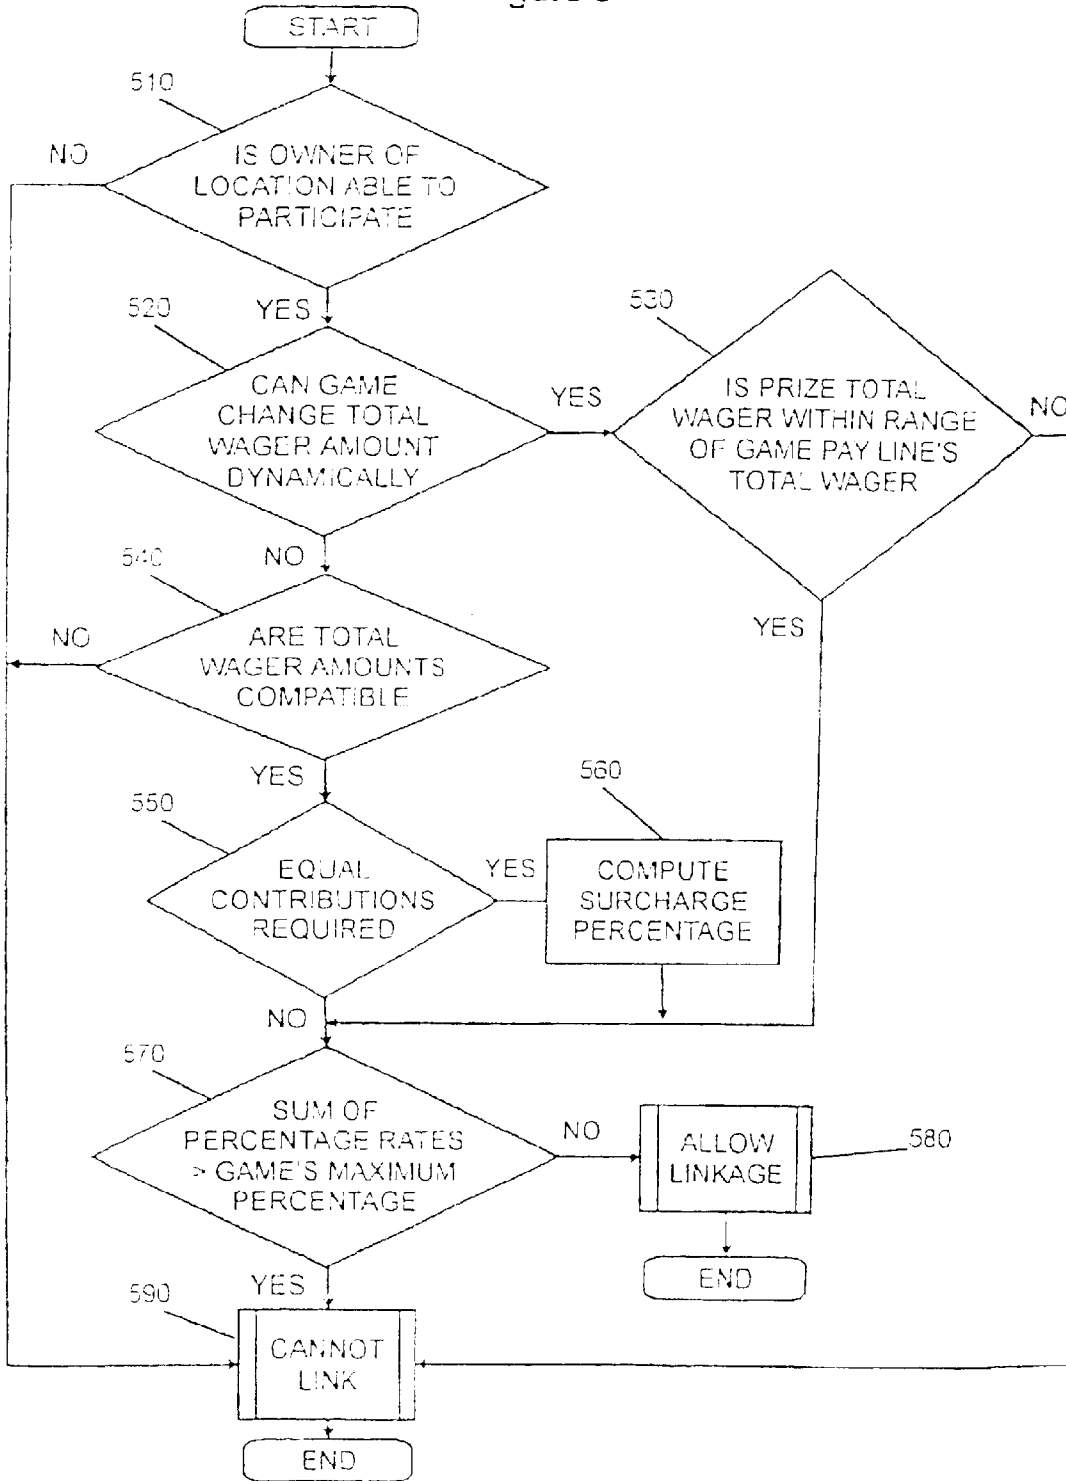 START
510
NO
IS OWNER OF
LOCATION ABLE TO
PARTICIPATE
YES
520
CAN GAME
CHANGE TOTAL
WAGER AMOUNT
DYNAMICALLY
YES
530
IS PRIZE TOTAL
WAGER WITHIN RANGE
OF GAME PAY LINE'S
TOTAL WAGER
NO
YES
NO
540
NO
ARE TOTAL
WAGER AMOUNTS
COMPATIBLE
YES
550
EQUAL
CONTRIBUTIONS
REQUIRED
YES
560
COMPUTE
SURCHARGE
PERCENTAGE
NO
570
SUM OF
PERCENTAGE RATES
> GAME'S MAXIMUM
PERCENTAGE
NO
ALLOW
LINKAGE
580
END
YES
590
CANNOT
LINK
END